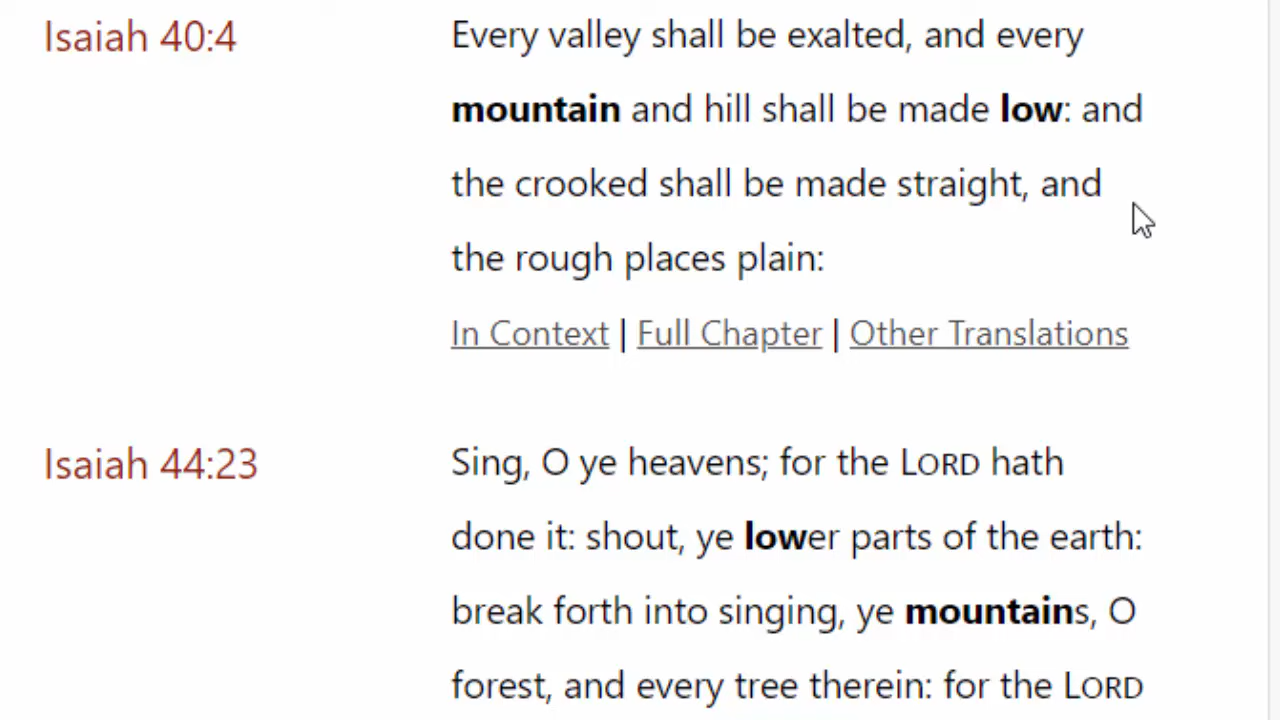 Isaiah 40:4 Every valley shall be exalted, and every
mountain and hill shall be made low: and
the crooked shall be made straight, and
the rough places plain:
In Context | Full Chapter | Other Translations
Isaiah 44:23 Sing, O ye heavens; for the LORD hath
done it: shout, ye lower parts of the earth:
break forth into singing, ye mountains, O
forest, and every tree therein: for the LORD